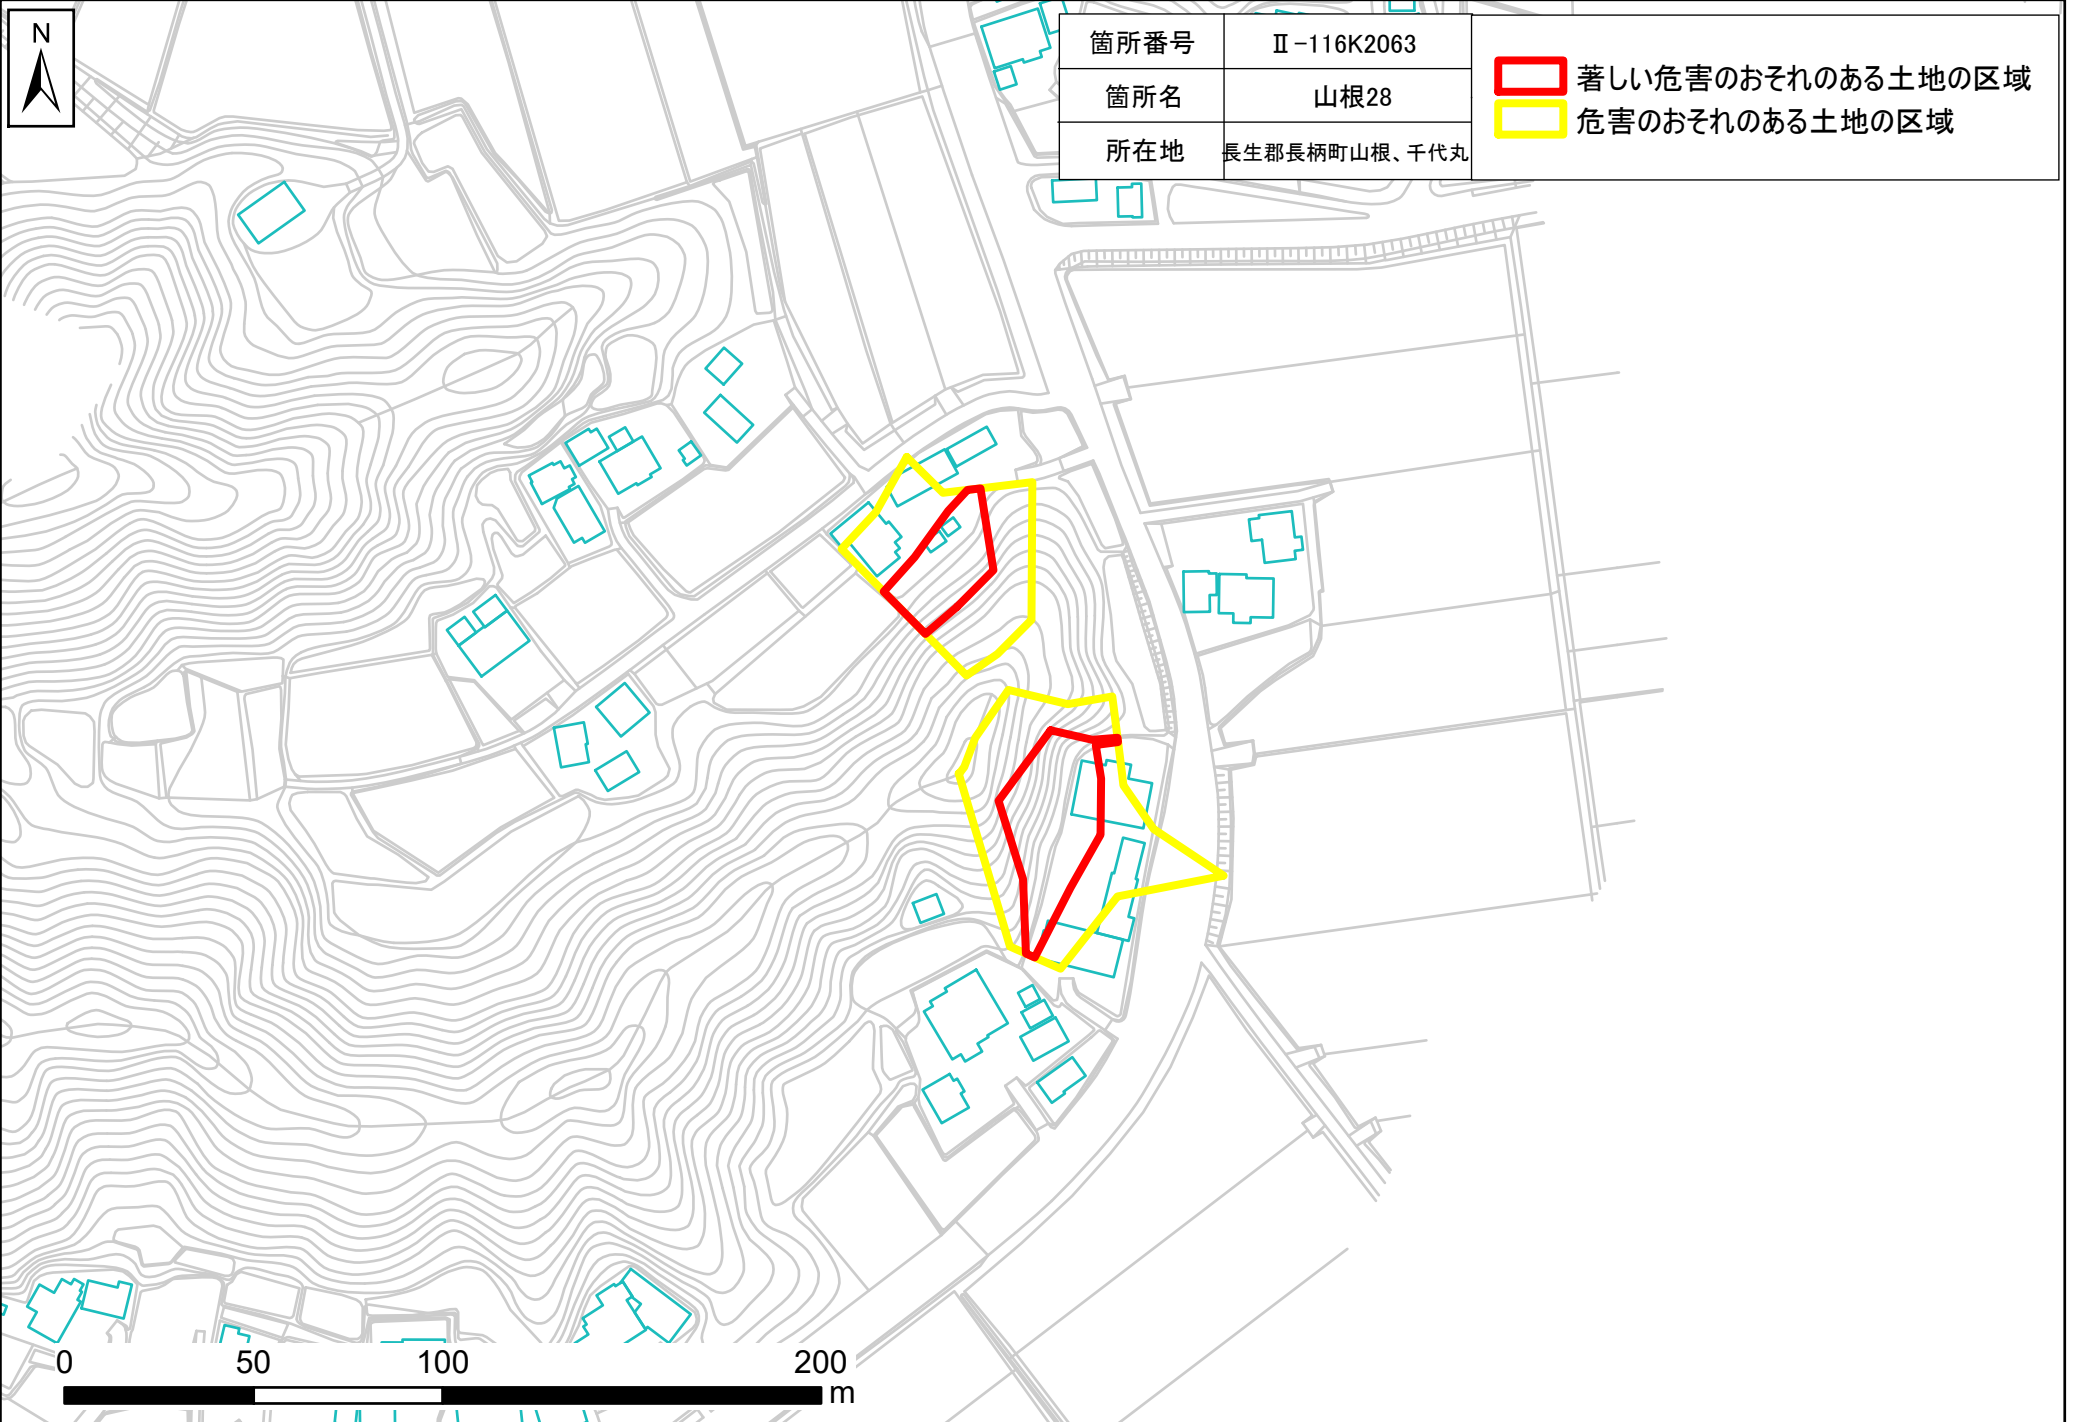 N
箇所番号 Ⅱ-116K2063
箇所名 山根28
所在地 長生郡長柄町山根、千代丸
著しい危害のおそれのある土地の区域
危害のおそれのある土地の区域
0 50 100 200
m